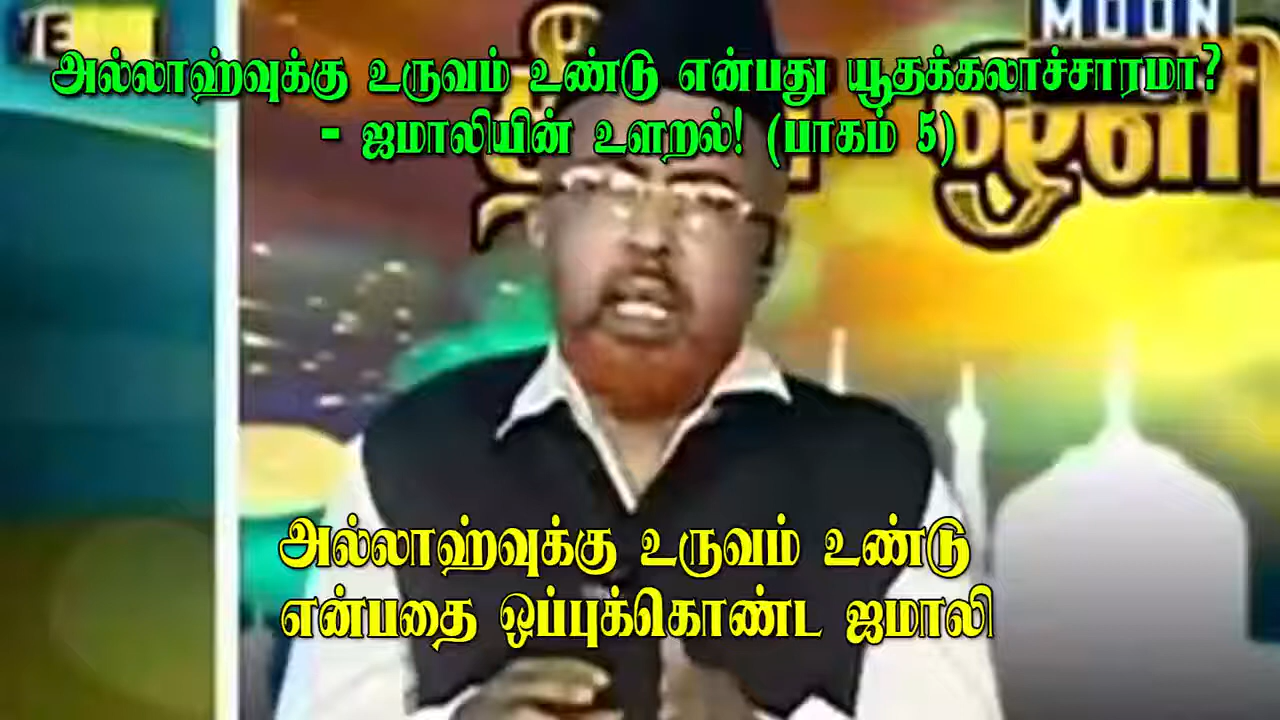 MOON
அல்லாஹ்வுக்கு உருவம் உண்டு என்பது யூதக்கலாச்சாரமா?
- ஜமாலியின் உளறல்! (பாகம் 5)
அல்லாஹ்வுக்கு உருவம் உண்டு
என்பதை ஒப்புக்கொண்ட ஜமாலி